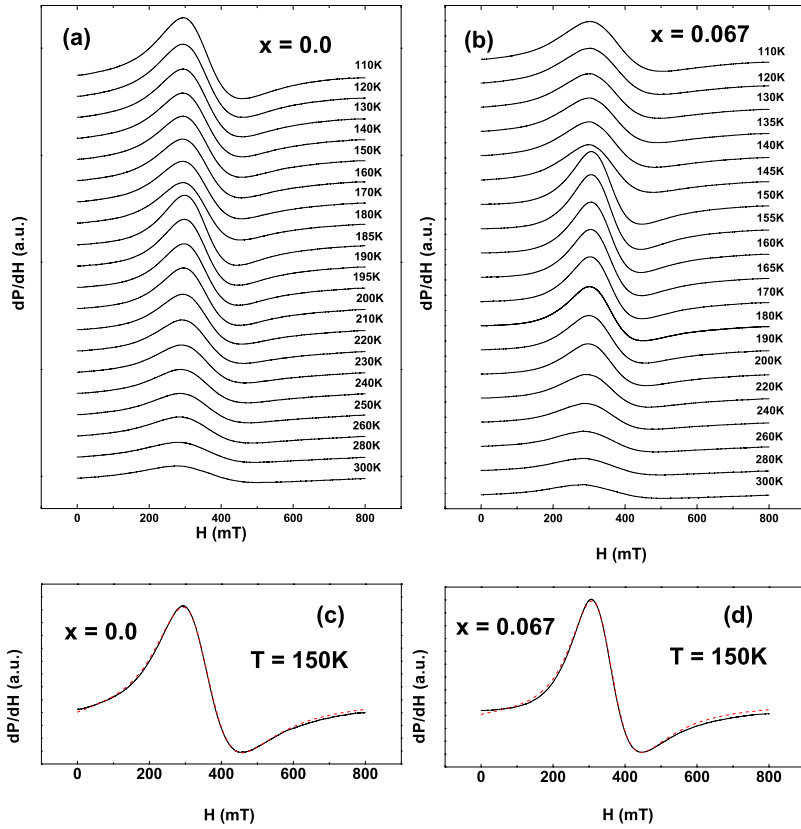 (a)
x = 0.0
110K
120K
130K
140K
150K
160K
170K
180K
185K
190K
195K
200K
210K
220K
230K
240K
250K
260K
280K
300K
dP/dH (a.u.)
0 200 400 600 800
H (mT)
(b)
x = 0.067
110K
120K
130K
135K
140K
145K
150K
155K
160K
165K
170K
180K
190K
200K
220K
240K
260K
280K
300K
dP/dH (a.u.)
0 200 400 600 800
H (mT)
(c)
x = 0.0
T = 150K
dP/dH (a.u.)
0 200 400 600 800
H (mT)
(d)
x = 0.067
T = 150K
dP/dH (a.u.)
0 200 400 600 800
H (mT)